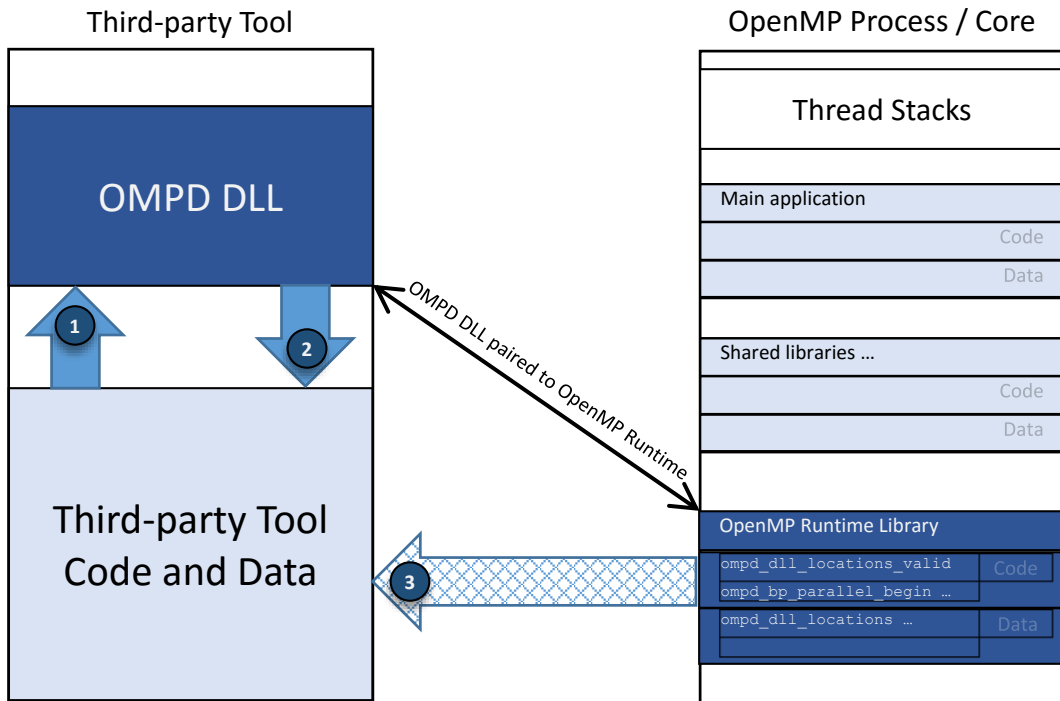 Third-party Tool
OpenMP Process / Core
Thread Stacks
OMPD DLL
Main application
Code
Data
1
2
OMPD DLL paired to OpenMP Runtime
Shared libraries …
Code
Data
Third-party Tool
Code and Data
3
OpenMP Runtime Library
ompd_dll_locations_valid
Code
ompd_bp_parallel_begin …
ompd_dll_locations …
Data